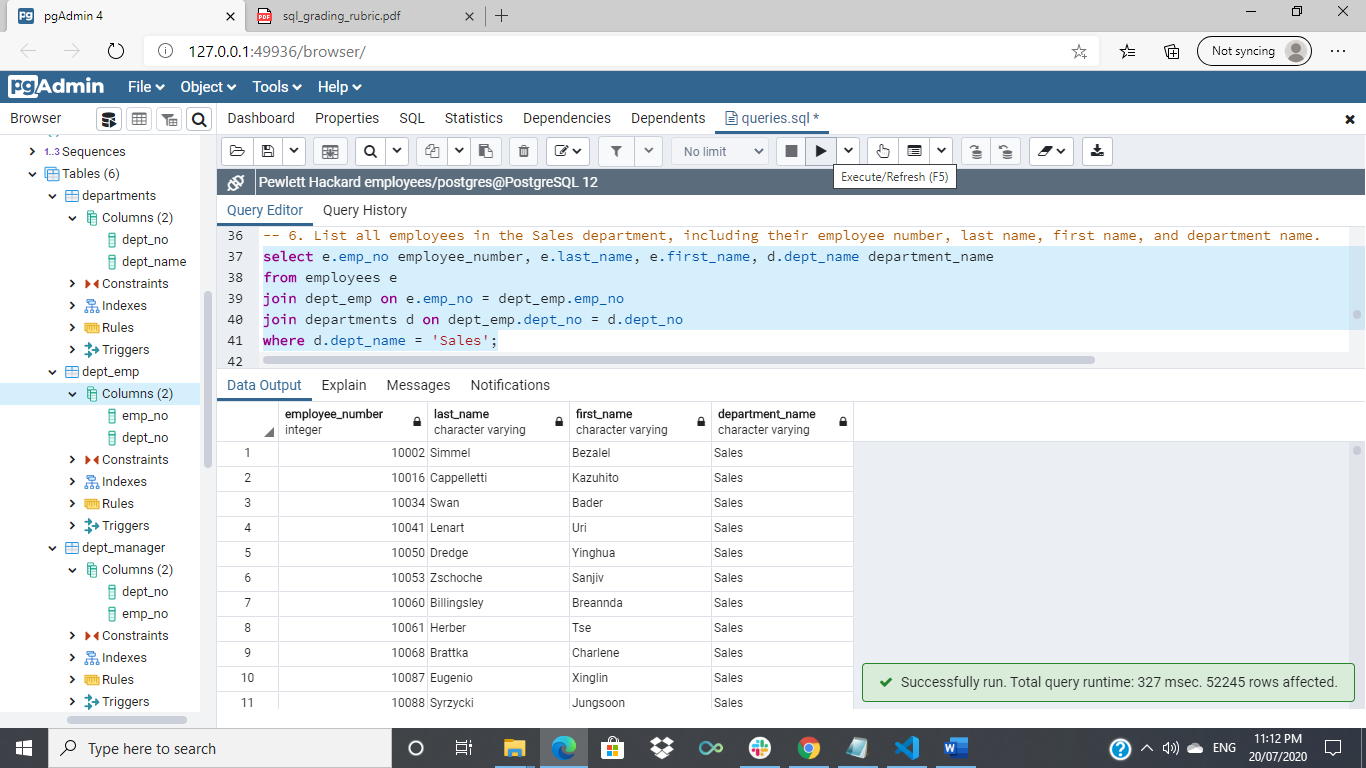 pgAdmin 4
sql_grading_rubric.pdf
127.0.0.1:49936/browser/
Not syncing
pgAdmin File Object Tools Help
Browser
Dashboard Properties SQL Statistics Dependencies Dependents queries.sql *
No limit
Execute/Refresh (F5)
Pewlett Hackard employees/postgres@PostgreSQL 12
Query Editor Query History
1..3 Sequences
Tables (6)
departments
Columns (2)
dept_no
dept_name
Constraints
Indexes
Rules
Triggers
dept_emp
Columns (2)
emp_no
dept_no
Constraints
Indexes
Rules
Triggers
dept_manager
Columns (2)
dept_no
emp_no
Constraints
Indexes
Rules
Triggers
36 -- 6. List all employees in the Sales department, including their employee number, last name, first name, and department name.
37 select e.emp_no employee_number, e.last_name, e.first_name, d.dept_name department_name
38 from employees e
39 join dept_emp on e.emp_no = dept_emp.emp_no
40 join departments d on dept_emp.dept_no = d.dept_no
41 where d.dept_name = 'Sales';
42
Data Output Explain Messages Notifications
employee_number last_name first_name department_name
integer character varying character varying character varying
1 10002 Simmel Bezalel Sales
2 10016 Cappelletti Kazuhito Sales
3 10034 Swan Bader Sales
4 10041 Lenart Uri Sales
5 10050 Dredge Yinghua Sales
6 10053 Zschoche Sanjiv Sales
7 10060 Billingsley Breannda Sales
8 10061 Herber Tse Sales
9 10068 Brattka Charlene Sales
10 10087 Eugenio Xinglin Sales
11 10088 Syrzycki Jungsoon Sales
Successfully run. Total query runtime: 327 msec. 52245 rows affected.
Type here to search
ENG
11:12 PM
20/07/2020